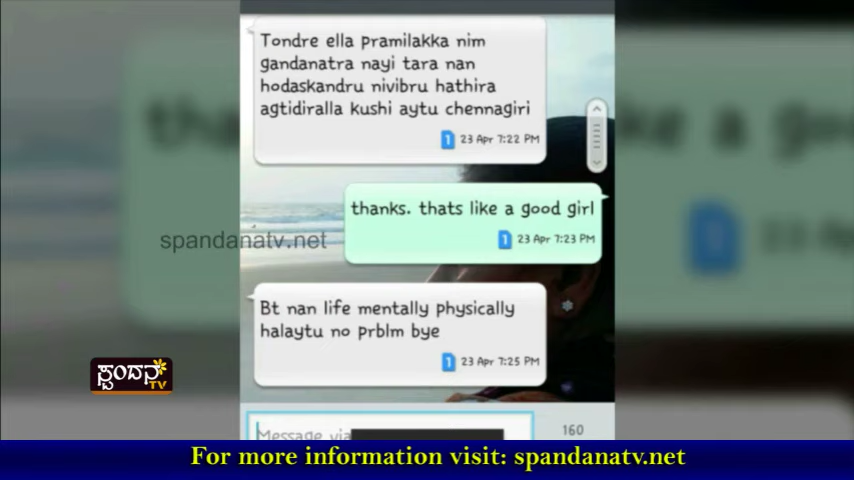 Tondre ella pramilakka nim
gandanatra nayi tara nan
hodaskandru nivibru hathira
agtidiralla kushi aytu chennagiri
1 23 Apr 7:22 PM
thanks. thats like a good girl
1 23 Apr 7:23 PM
spandanatv.net
Bt nan life mentally physically
halaytu no prblm bye
1 23 Apr 7:25 PM
ಸ್ಪಂದನ
TV
Message via
160
For more information visit: spandanatv.net